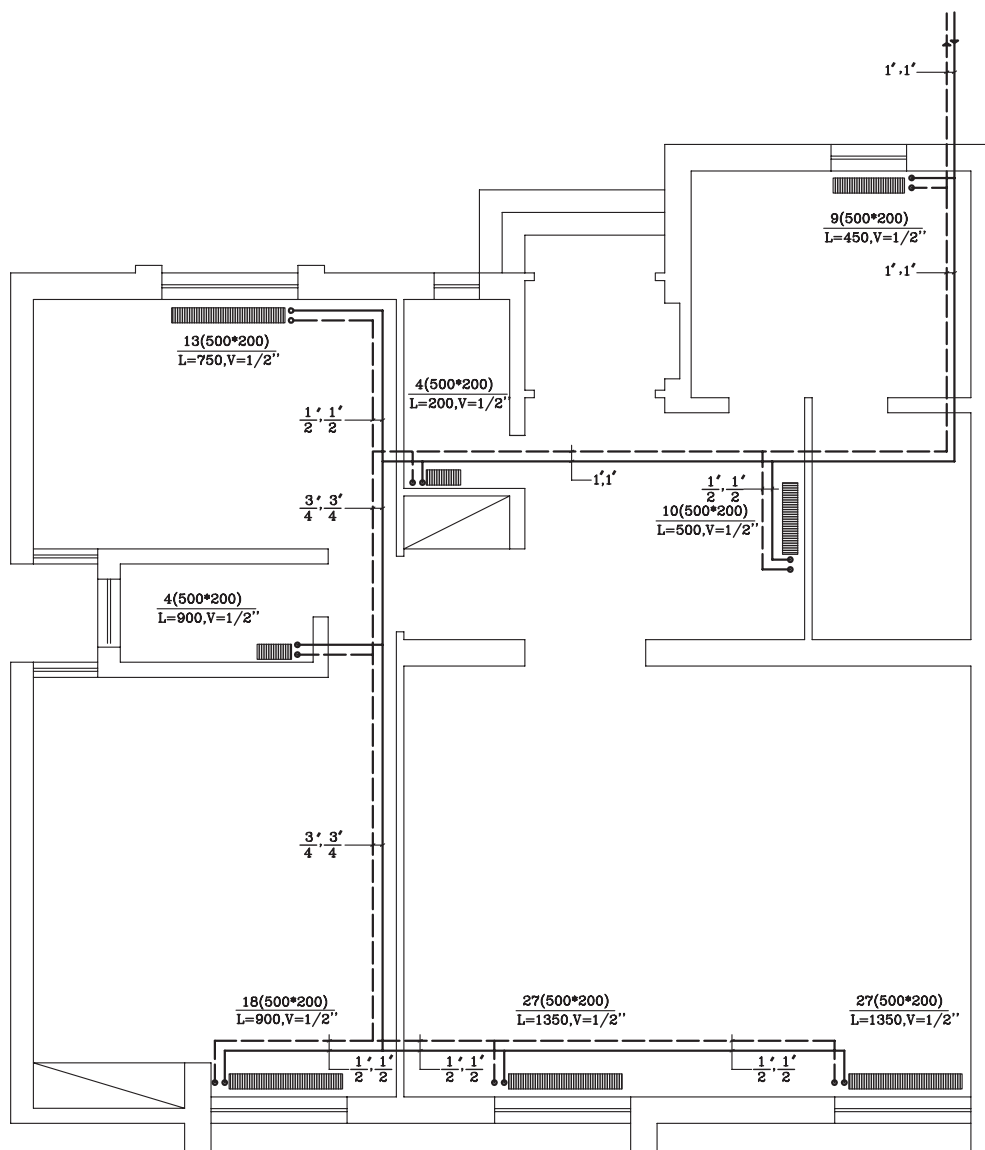 1′,1′
9(500*200)
L=450,V=1/2′′
1′,1′
13(500*200)
L=750,V=1/2′′
4(500*200)
L=200,V=1/2′′
1/2′,1/2′
1′,1′
1/2′,1/2′
3/4′,3/4′
10(500*200)
L=500,V=1/2′′
4(500*200)
L=900,V=1/2′′
3/4′,3/4′
18(500*200)
L=900,V=1/2′′
27(500*200)
L=1350,V=1/2′′
27(500*200)
L=1350,V=1/2′′
1/2′,1/2′
1/2′,1/2′
1/2′,1/2′